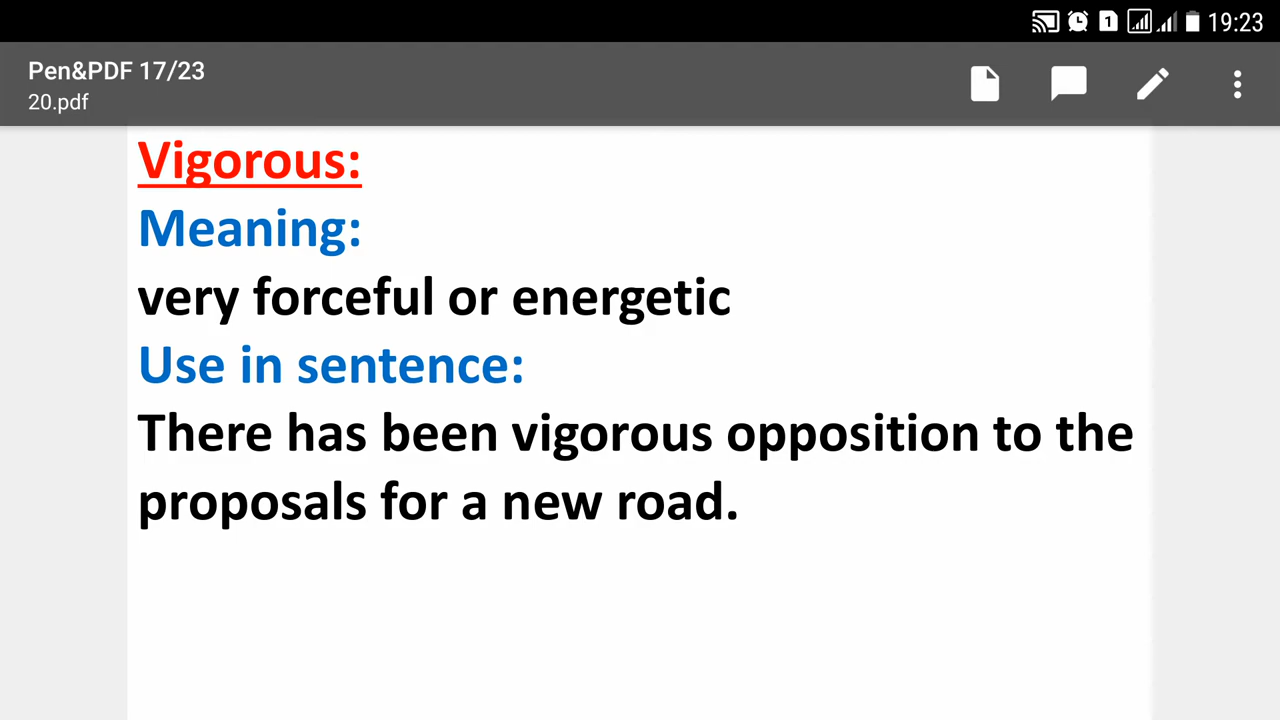 19:23
Pen&PDF 17/23
20.pdf
Vigorous:
Meaning:
very forceful or energetic
Use in sentence:
There has been vigorous opposition to the
proposals for a new road.